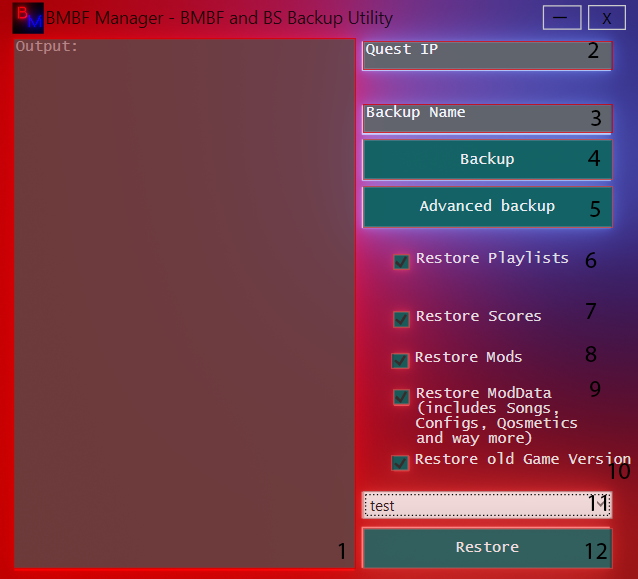 BM BMBF Manager - BMBF and BS Backup Utility — X
Output:
Quest IP 2
Backup Name 3
Backup 4
Advanced backup 5
Restore Playlists 6
Restore Scores 7
Restore Mods 8
Restore ModData 9
(includes Songs,
Configs, Qosmetics
and way more)
Restore old Game Version
10
test 11
1 Restore 12